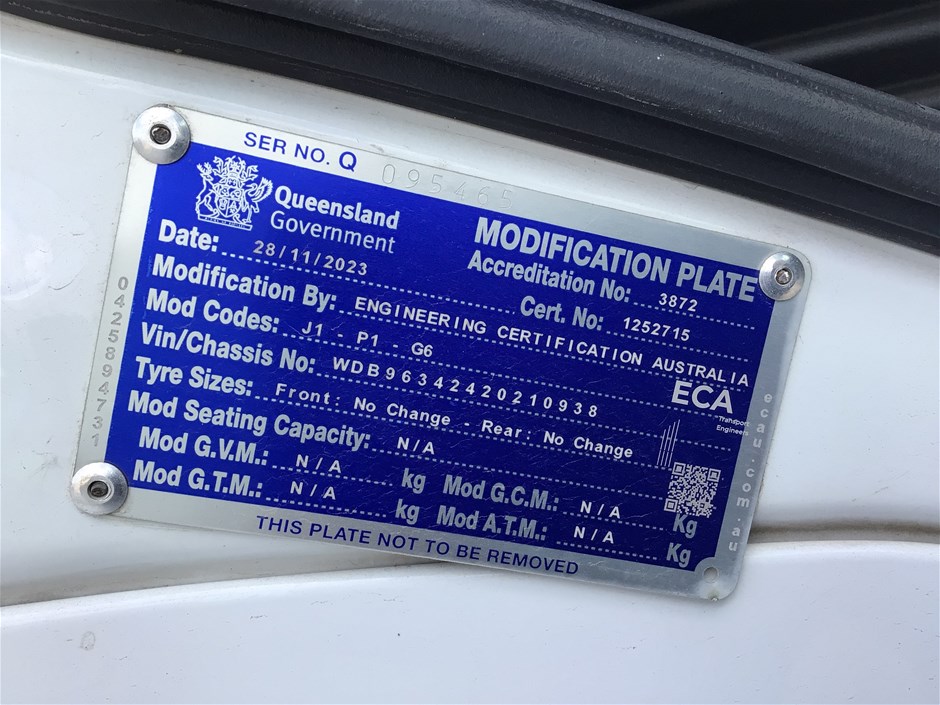 SER NO. Q 095465
Queensland
Government
MODIFICATION PLATE
Date: 28/11/2023
Accreditation No: 3872
Cert. No: 1252715
Modification By: ENGINEERING CERTIFICATION AUSTRALIA
Mod Codes: J1 - P1 - G6
Vin/Chassis No: WDB96342420210938
Tyre Sizes: Front: No Change - Rear: No Change
Mod Seating Capacity: N/A
Mod G.V.M.: N/A kg Mod G.C.M.: N/A Kg
Mod G.T.M.: N/A kg Mod A.T.M.: N/A Kg
THIS PLATE NOT TO BE REMOVED
0425894731
ECA
Transport
Engineers
ecau.com.au